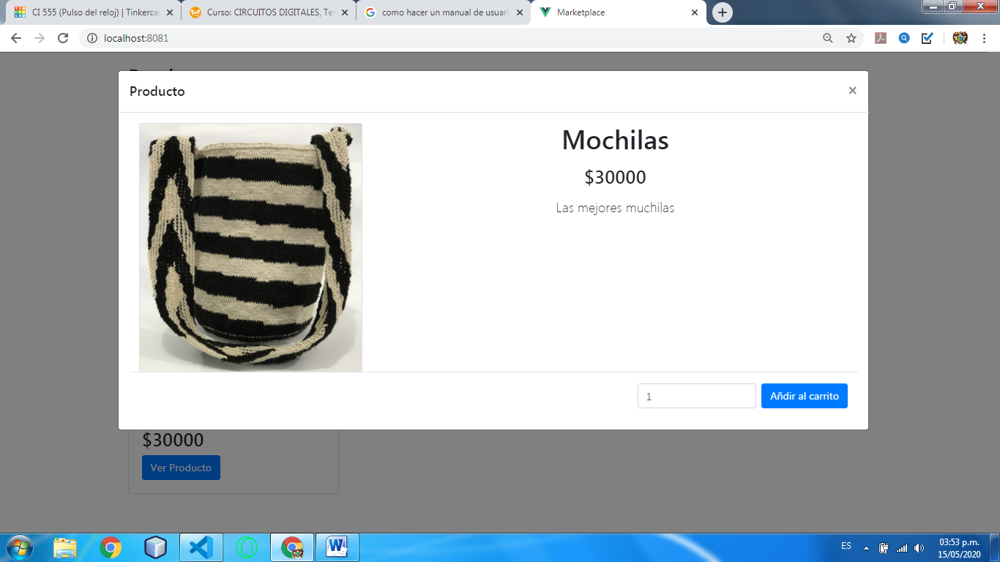 CI 555 (Pulso del reloj) | Tinkerca
Curso: CIRCUITOS DIGITALES, Te
como hacer un manual de usuari
Marketplace
localhost:8081
Producto
Mochilas
$30000
Las mejores muchilas
1
Añdir al carrito
$30000
Ver Producto
ES
03:53 p.m.
15/05/2020